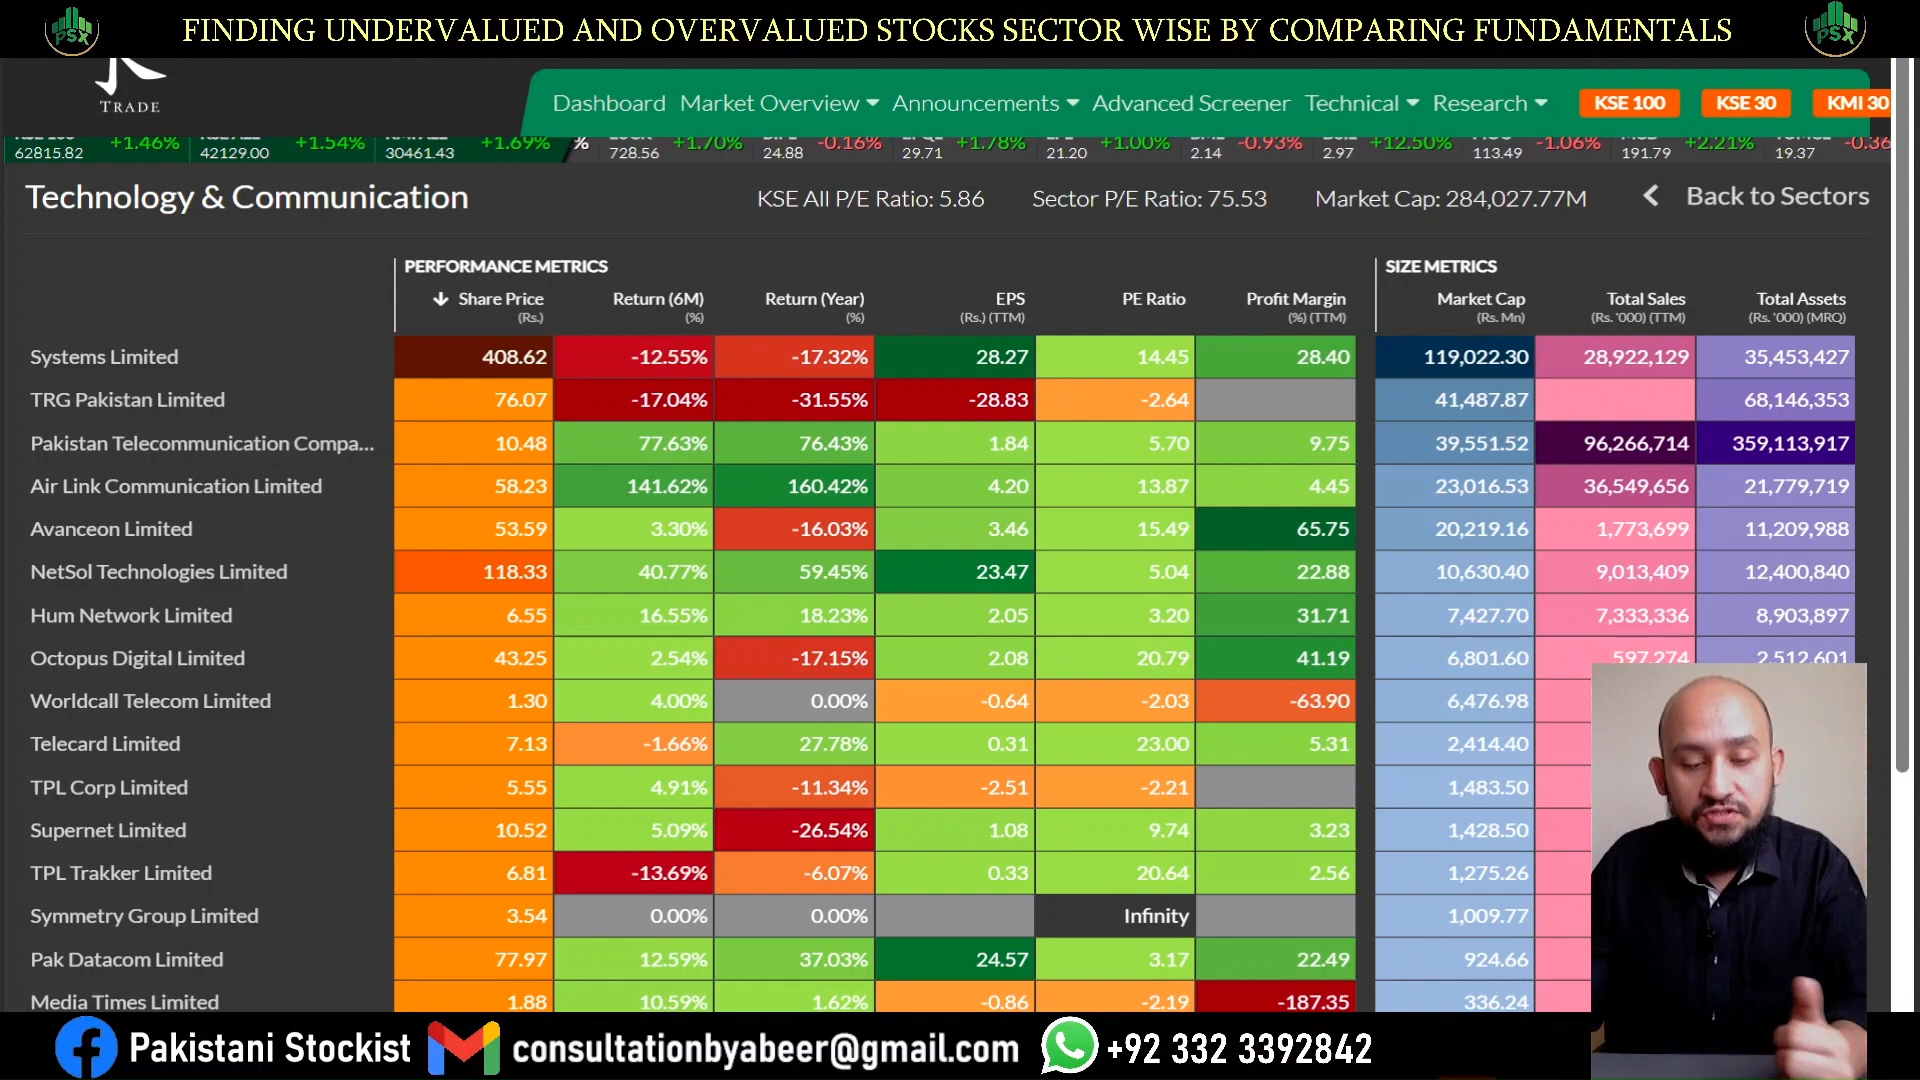 PSX
FINDING UNDERVALUED AND OVERVALUED STOCKS SECTOR WISE BY COMPARING FUNDAMENTALS
PSX
TRADE
Dashboard Market Overview Announcements Advanced Screener Technical Research KSE 100 KSE 30 KMI 30
62815.82 +1.46% 42129.00 +1.54% 30461.43 +1.69% % 728.56 +1.70% 24.88 -0.16% 29.71 +1.78% 21.20 +1.00% 2.14 -0.93% 2.97 +12.50% 113.49 -1.06% 191.79 +2.21% 19.37 -0.36
Technology & Communication KSE All P/E Ratio: 5.86 Sector P/E Ratio: 75.53 Market Cap: 284,027.77M Back to Sectors
PERFORMANCE METRICS SIZE METRICS
Share Price Return (6M) Return (Year) EPS PE Ratio Profit Margin Market Cap Total Sales Total Assets
(Rs.) (%) (%) (Rs.) (TTM) (%) (TTM) (Rs. Mn) (Rs. '000) (TTM) (Rs. '000) (MRQ)
Systems Limited 408.62 -12.55% -17.32% 28.27 14.45 28.40 119,022.30 28,922,129 35,453,427
TRG Pakistan Limited 76.07 -17.04% -31.55% -28.83 -2.64 41,487.87 68,146,353
Pakistan Telecommunication Compa... 10.48 77.63% 76.43% 1.84 5.70 9.75 39,551.52 96,266,714 359,113,917
Air Link Communication Limited 58.23 141.62% 160.42% 4.20 13.87 4.45 23,016.53 36,549,656 21,779,719
Avanceon Limited 53.59 3.30% -16.03% 3.46 15.49 65.75 20,219.16 1,773,699 11,209,988
NetSol Technologies Limited 118.33 40.77% 59.45% 23.47 5.04 22.88 10,630.40 9,013,409 12,400,840
Hum Network Limited 6.55 16.55% 18.23% 2.05 3.20 31.71 7,427.70 7,333,336 8,903,897
Octopus Digital Limited 43.25 2.54% -17.15% 2.08 20.79 41.19 6,801.60 597,274 2,512,601
Worldcall Telecom Limited 1.30 4.00% 0.00% -0.64 -2.03 -63.90 6,476.98
Telecard Limited 7.13 -1.66% 27.78% 0.31 23.00 5.31 2,414.40
TPL Corp Limited 5.55 4.91% -11.34% -2.51 -2.21 1,483.50
Supernet Limited 10.52 5.09% -26.54% 1.08 9.74 3.23 1,428.50
TPL Trakker Limited 6.81 -13.69% -6.07% 0.33 20.64 2.56 1,275.26
Symmetry Group Limited 3.54 0.00% 0.00% Infinity 1,009.77
Pak Datacom Limited 77.97 12.59% 37.03% 24.57 3.17 22.49 924.66
Media Times Limited 1.88 10.59% 1.62% -0.86 -2.19 -187.35 336.24
Pakistani Stockist consultationbyabeer@gmail.com +92 332 3392842